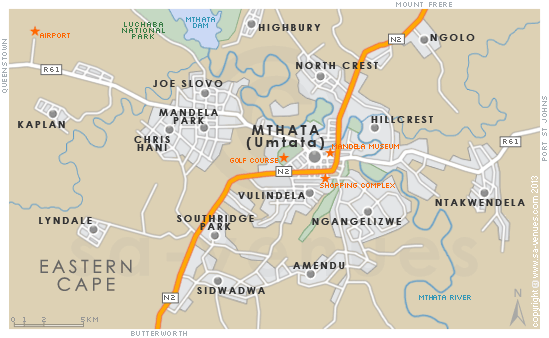 MOUNT FRERE
LUCHABA
NATIONAL
PARK
MTHATA
DAM
HIGHBURY
N2
NGOLO
AIRPORT
QUEENSTOWN
R61
NORTH CREST
JOE SLOVO
MANDELA
PARK
KAPLAN
CHRIS
HANI
MTHATA
(Umtata)
HILLCREST
PORT ST JOHNS
R61
MANDELA MUSEUM
GOLF COURSE
N2
SHOPPING COMPLEX
VULINDELA
NTAKWENDELA
LYNDALE
SOUTHRIDGE
PARK
NGANGELIZWE
sa-venues
EASTERN
CAPE
AMENDU
SIDWADWA
N2
MTHATA RIVER
0 1 2 5KM
N
BUTTERWORTH
copyright © www.sa-venues.com 2013